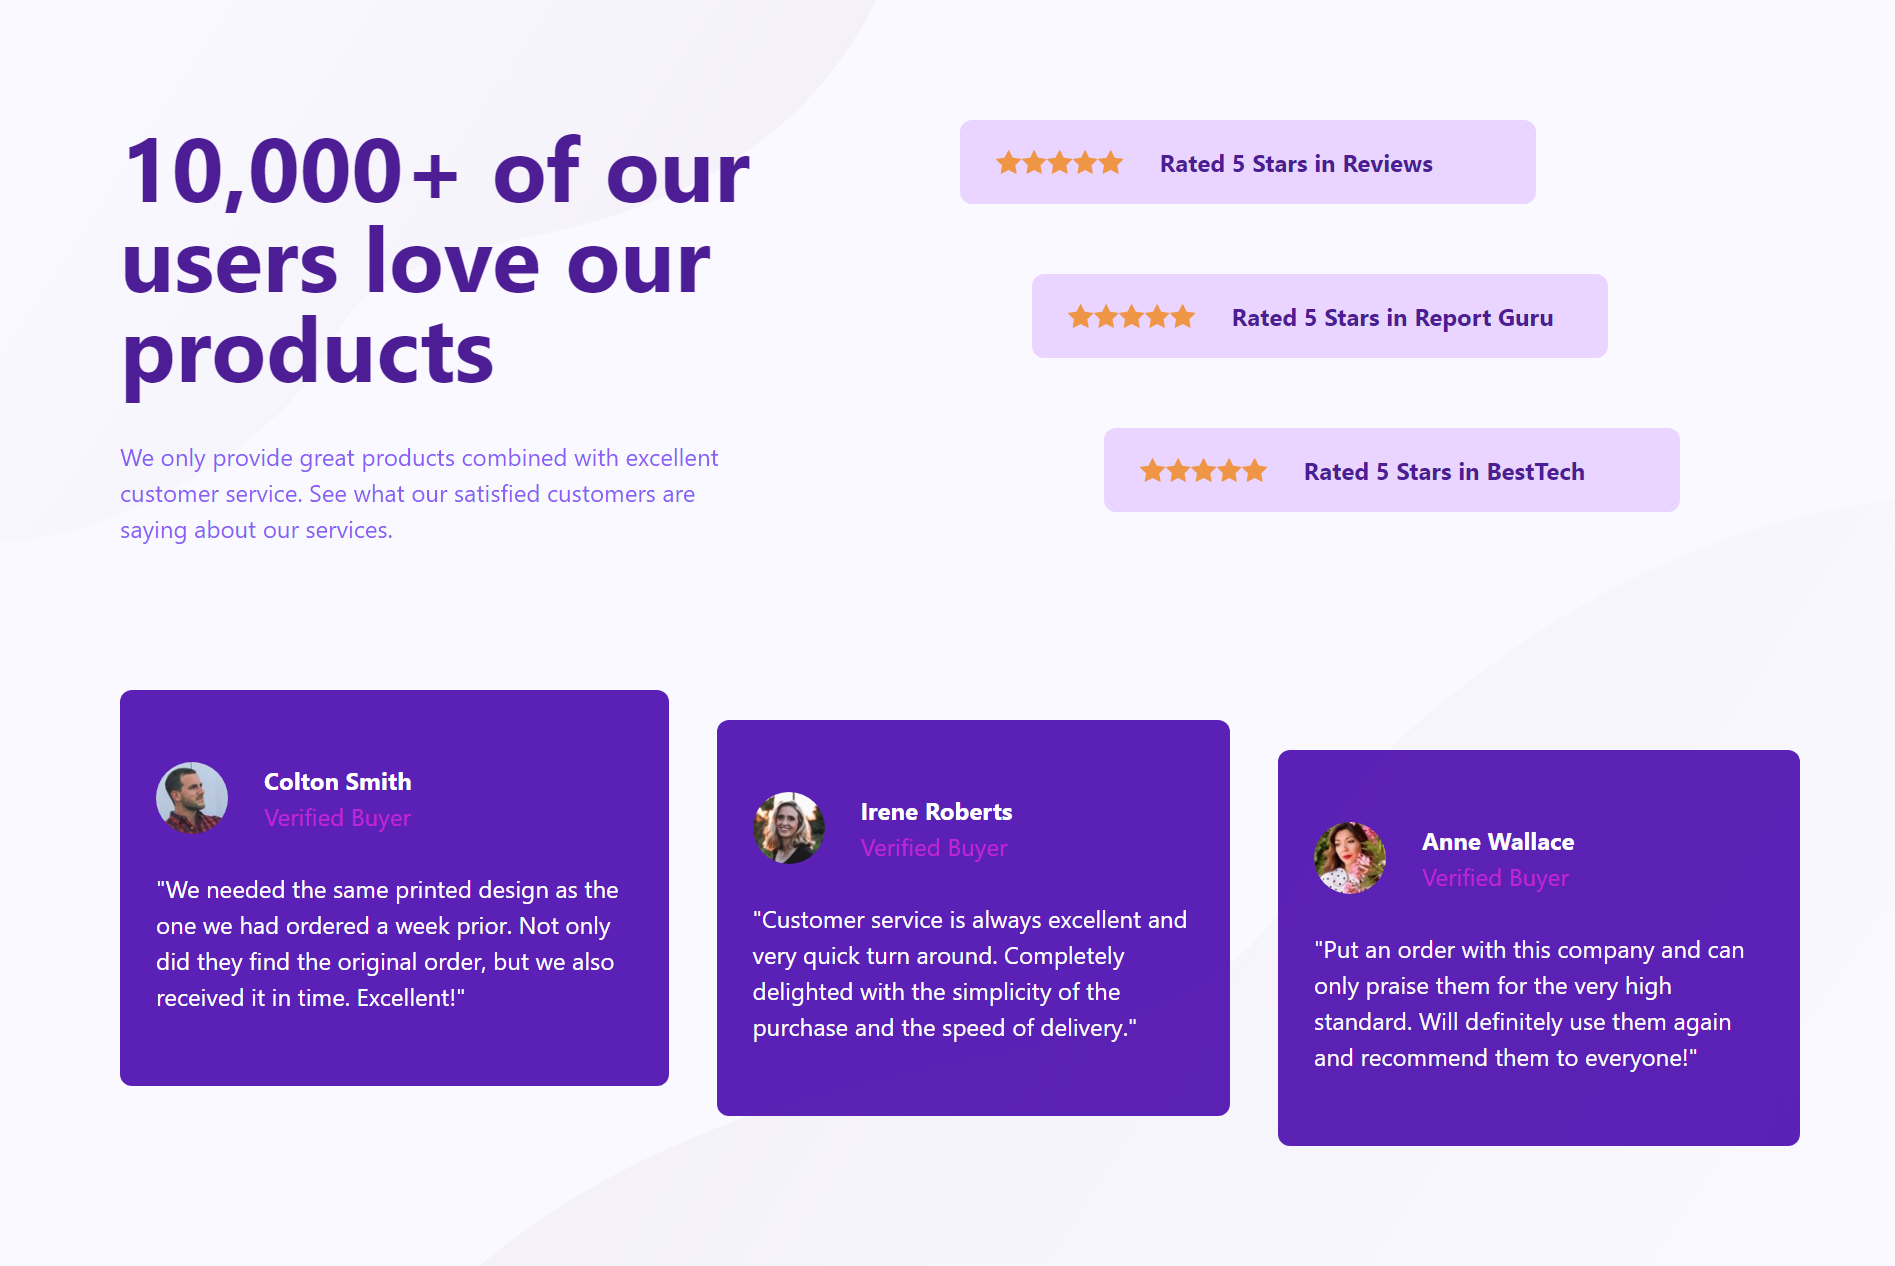 10,000+ of our
users love our
products
We only provide great products combined with excellent
customer service. See what our satisfied customers are
saying about our services.
Rated 5 Stars in Reviews
Rated 5 Stars in Report Guru
Rated 5 Stars in BestTech
Colton Smith
Verified Buyer
"We needed the same printed design as the
one we had ordered a week prior. Not only
did they find the original order, but we also
received it in time. Excellent!"
Irene Roberts
Verified Buyer
"Customer service is always excellent and
very quick turn around. Completely
delighted with the simplicity of the
purchase and the speed of delivery."
Anne Wallace
Verified Buyer
"Put an order with this company and can
only praise them for the very high
standard. Will definitely use them again
and recommend them to everyone!"